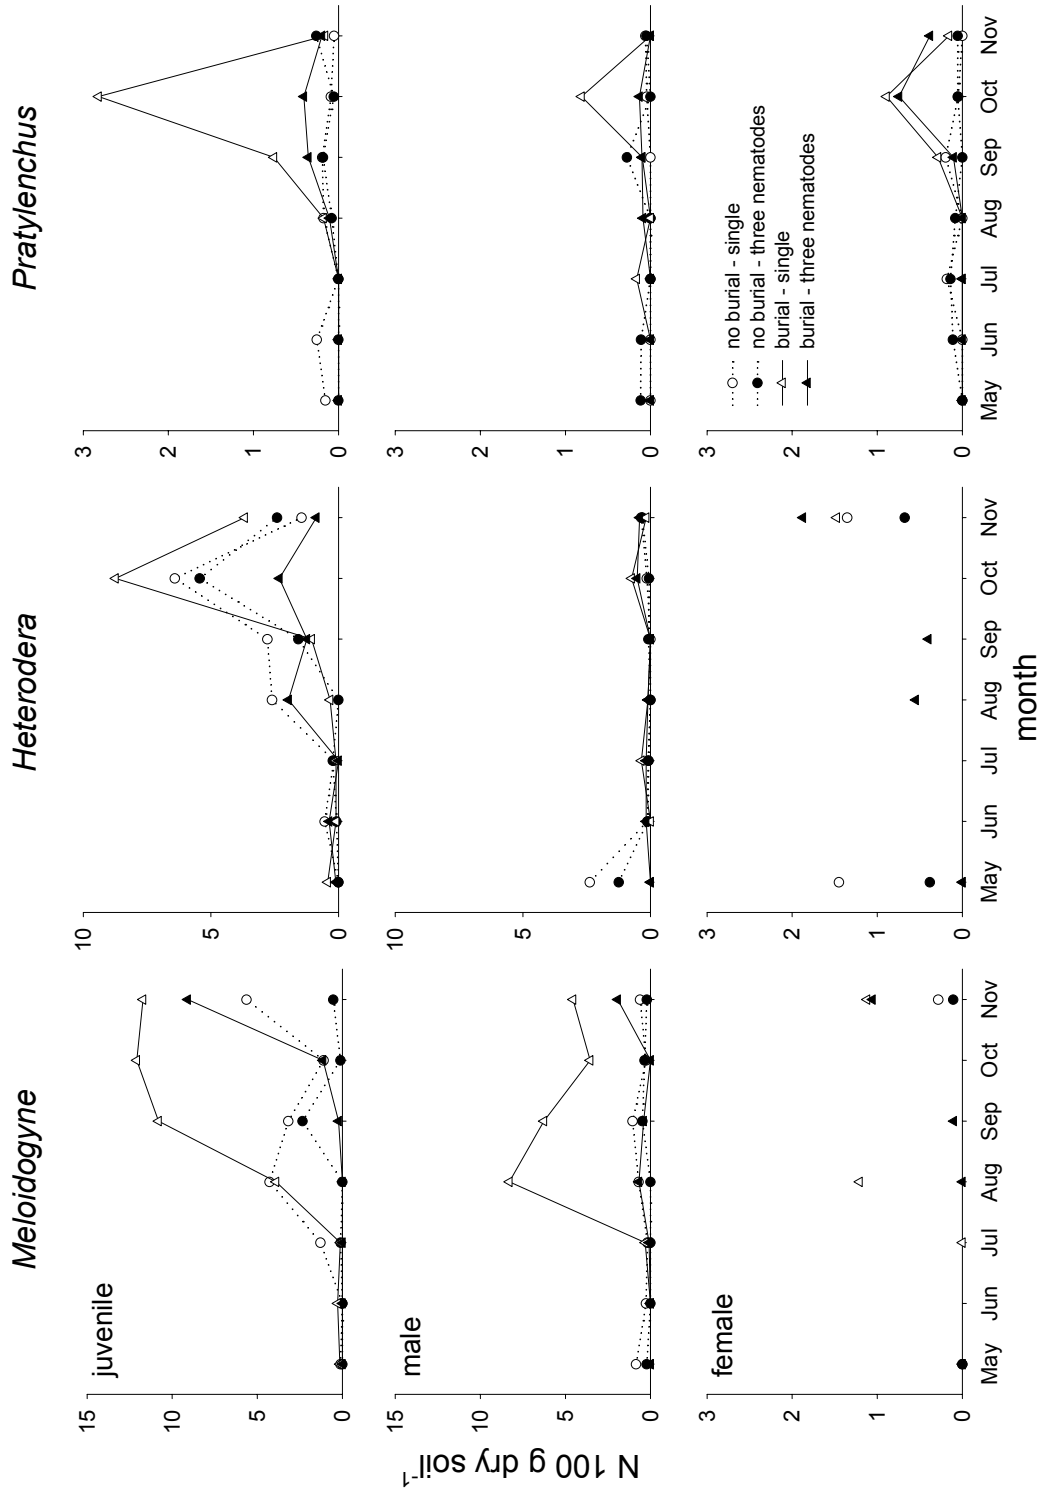 Meloidogyne
Heterodera
Pratylenchus
juvenile
15
10
5
0
10
5
0
3
2
1
0
male
15
10
5
0
10
5
0
3
2
1
0
female
no burial - single
no burial - three nematodes
burial - single
burial - three nematodes
3
2
1
0
3
2
1
0
3
2
1
0
May Jun Jul Aug Sep Oct Nov
May Jun Jul Aug Sep Oct Nov
May Jun Jul Aug Sep Oct Nov
month
N 100 g dry soil⁻¹